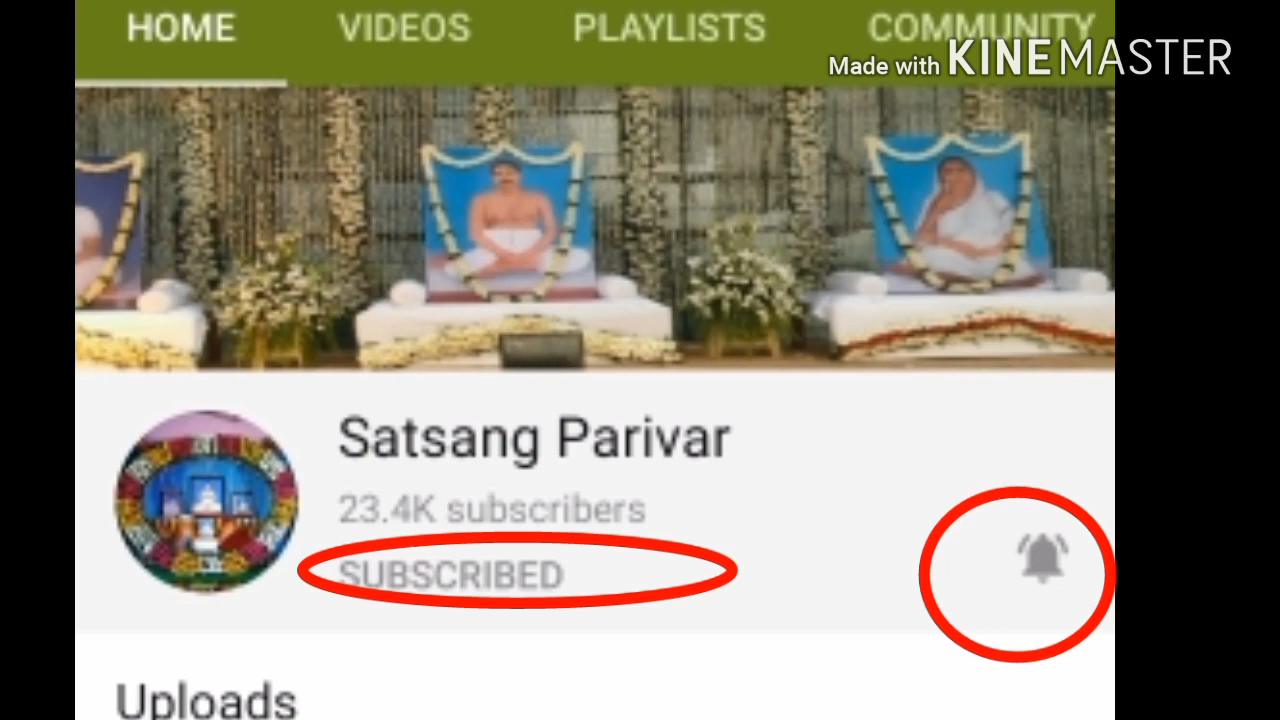 HOME VIDEOS PLAYLISTS COMMUNITY
Made with KINEMASTER
Satsang Parivar
23.4K subscribers
SUBSCRIBED
Uploads